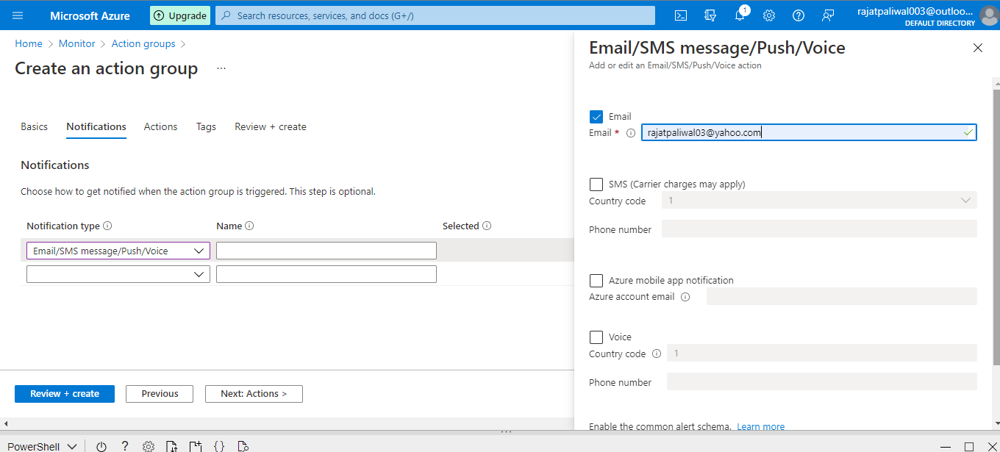 Microsoft Azure
Upgrade
Search resources, services, and docs (G+/)
1
rajatpaliwal003@outloo...
DEFAULT DIRECTORY
Home > Monitor > Action groups >
Create an action group ...
Basics Notifications Actions Tags Review + create
Notifications
Choose how to get notified when the action group is triggered. This step is optional.
Notification type Name Selected
Email/SMS message/Push/Voice
Review + create Previous Next: Actions >
Email/SMS message/Push/Voice
Add or edit an Email/SMS/Push/Voice action
Email
Email * rajatpaliwal03@yahoo.com
SMS (Carrier charges may apply)
Country code 1
Phone number
Azure mobile app notification
Azure account email
Voice
Country code 1
Phone number
Enable the common alert schema. Learn more
PowerShell ? { }